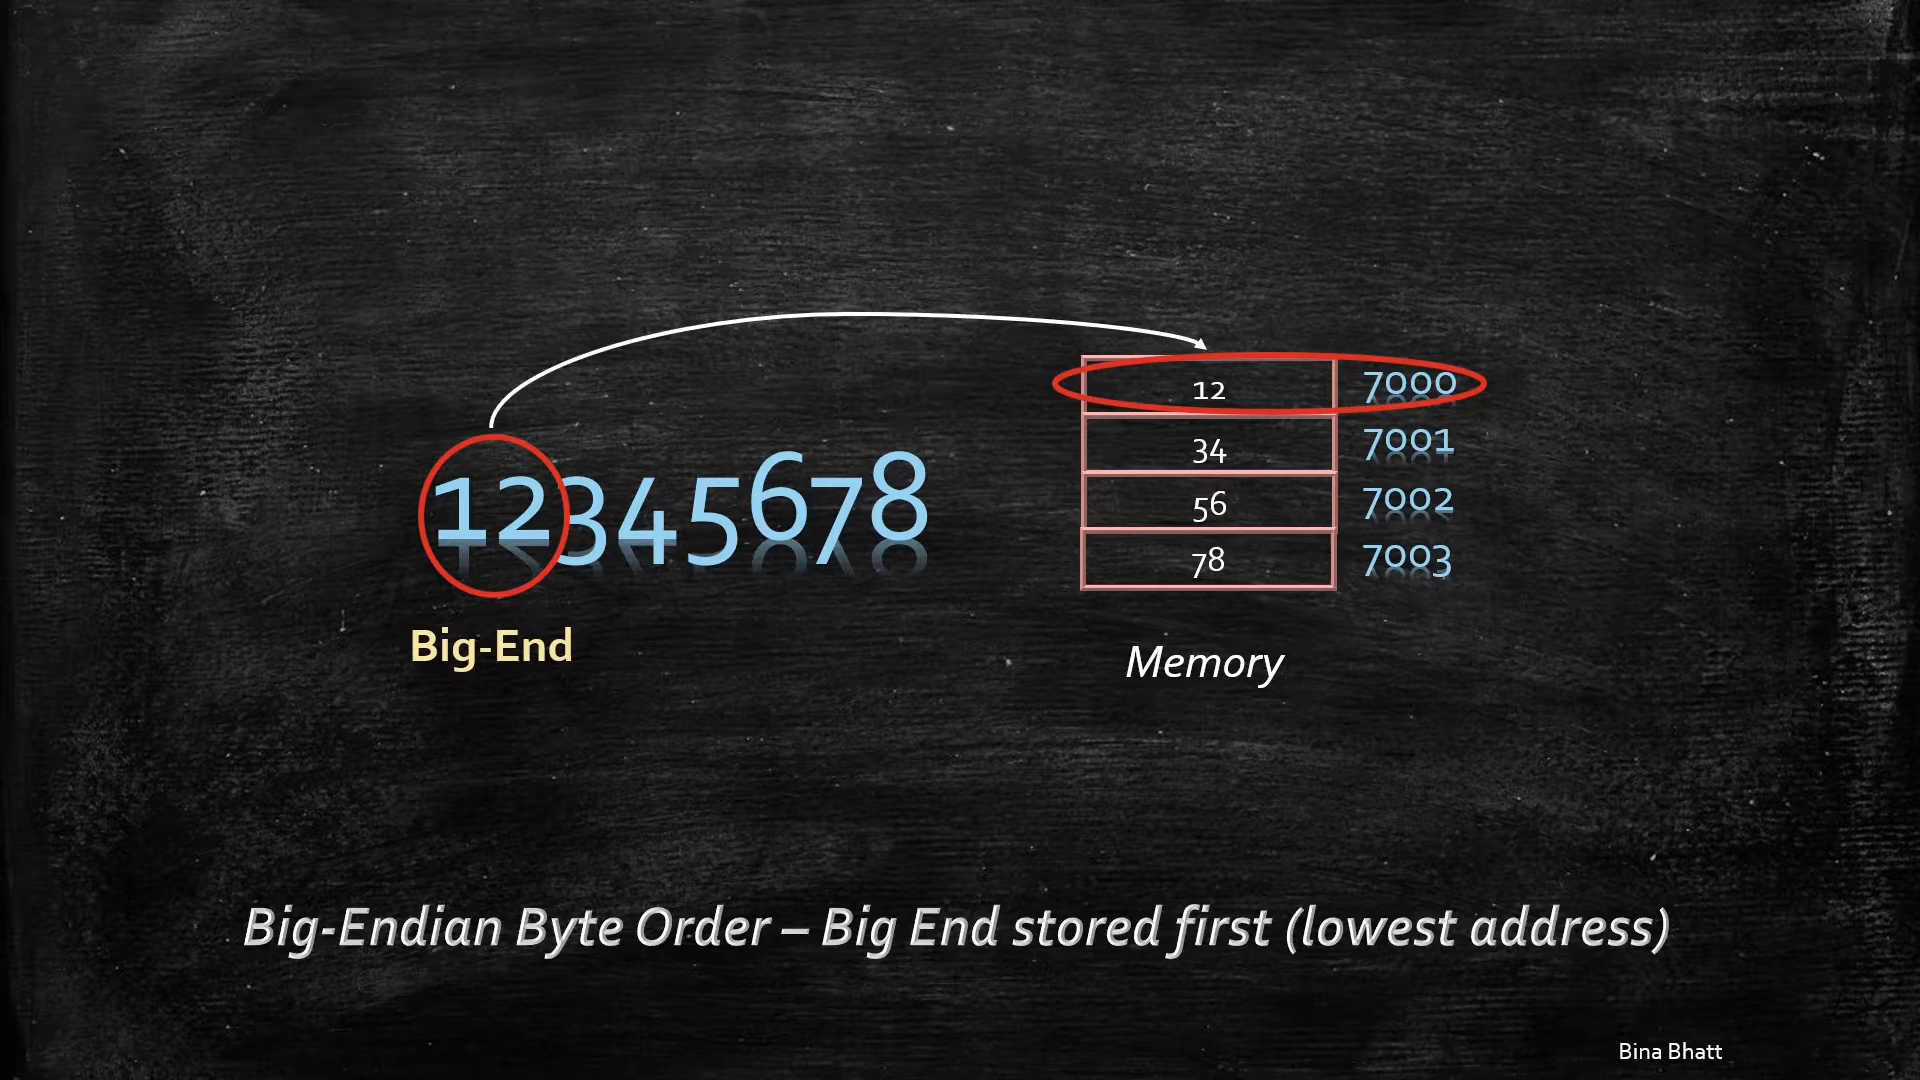 12345678
Big-End
12 7000
34 7001
56 7002
78 7003
Memory
Big-Endian Byte Order – Big End stored first (lowest address)
Bina Bhatt